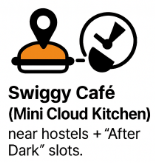 Swiggy Café
(Mini Cloud Kitchen)
near hostels + “After
Dark” slots.